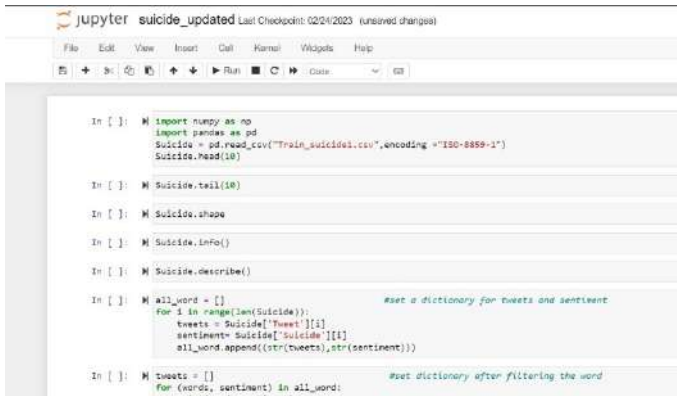 jupyter suicide_updated Last Checkpoint: 02/24/2023 (unsaved changes)
File Edit View Insert Cell Kernel Widgets Help
Run Code
In [ ]: import numpy as np
import pandas as pd
Suicide = pd.read_csv("Train_suicide1.csv",encoding ="ISO-8859-1")
Suicide.head(10)
In [ ]: Suicide.tail(10)
In [ ]: Suicide.shape
In [ ]: Suicide.info()
In [ ]: Suicide.describe()
In [ ]: all_word = [] #set a dictionary for tweets and sentiment
for i in range(len(Suicide)):
tweets = Suicide['Tweet'][i]
sentiment= Suicide['Suicide'][i]
all_word.append((str(tweets),str(sentiment)))
In [ ]: tweets = [] #set dictionary after filtering the word
for (words, sentiment) in all_word: